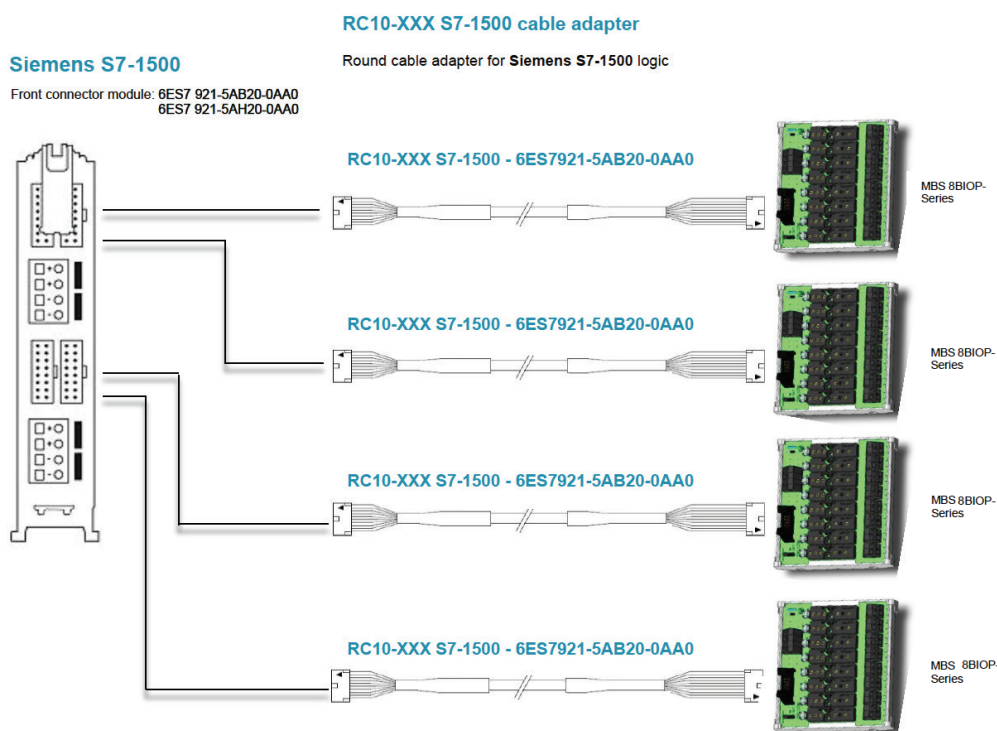 RC10-XXX S7-1500 cable adapter
Siemens S7-1500
Round cable adapter for Siemens S7-1500 logic
Front connector module: 6ES7 921-5AB20-0AA0
6ES7 921-5AH20-0AA0
RC10-XXX S7-1500 - 6ES7921-5AB20-0AA0
MBS 8BIOP-
Series
RC10-XXX S7-1500 - 6ES7921-5AB20-0AA0
MBS 8BIOP-
Series
RC10-XXX S7-1500 - 6ES7921-5AB20-0AA0
MBS 8BIOP-
Series
RC10-XXX S7-1500 - 6ES7921-5AB20-0AA0
MBS 8BIOP-
Series